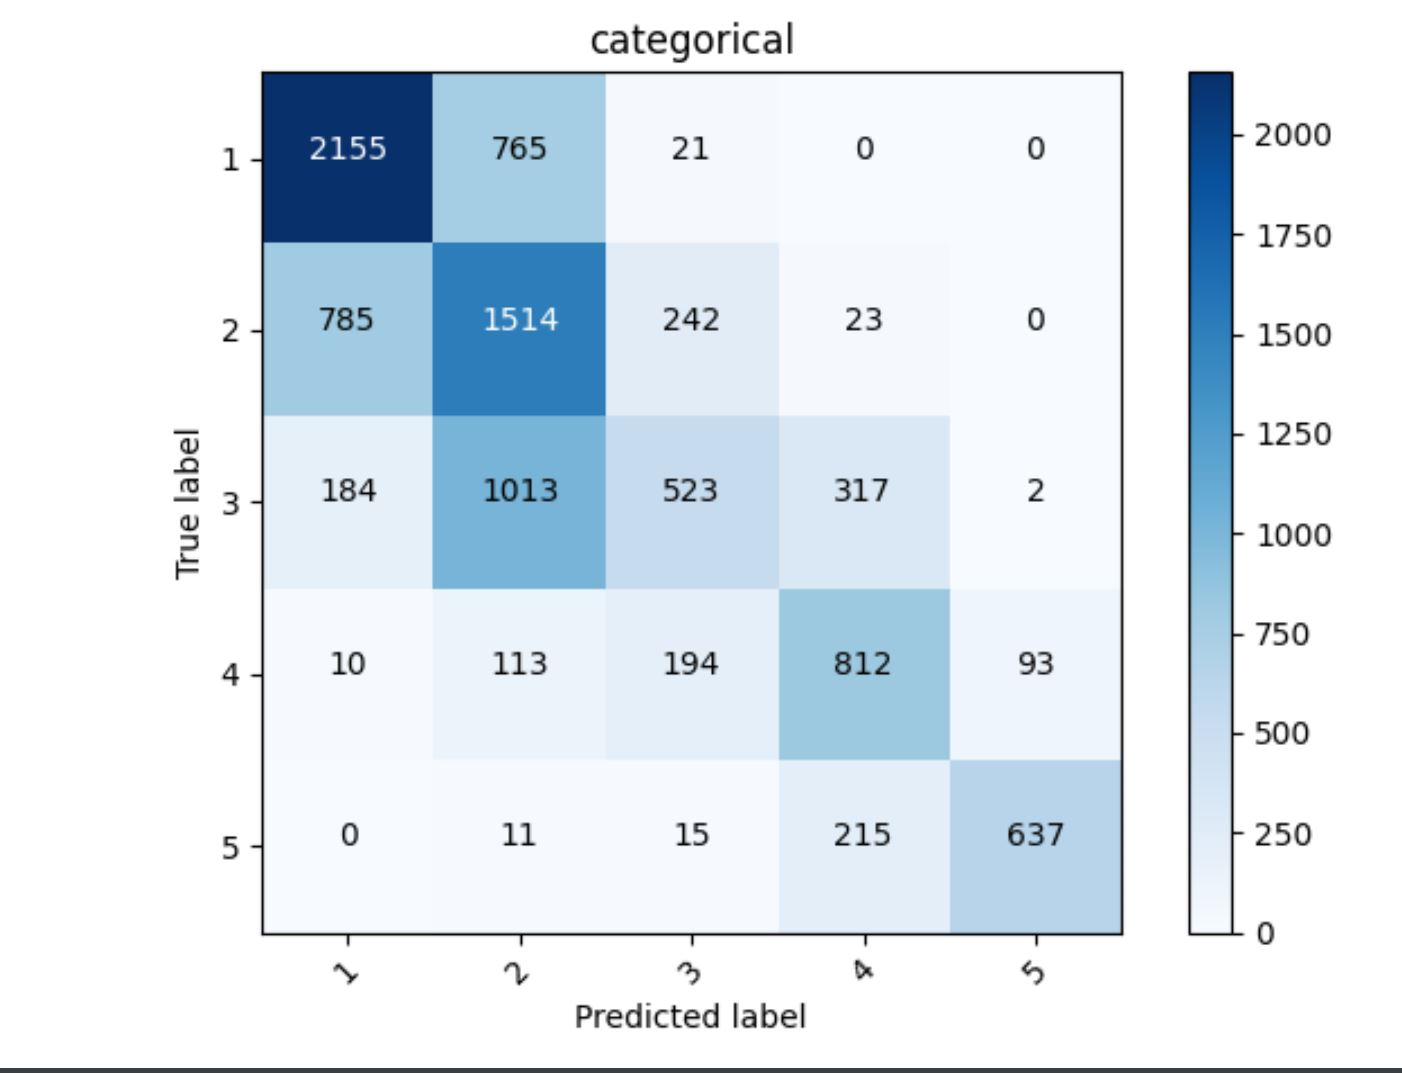 categorical
1 2155 765 21 0 0
2 785 1514 242 23 0
3 184 1013 523 317 2
4 10 113 194 812 93
5 0 11 15 215 637
True label
1 2 3 4 5
Predicted label
2000
1750
1500
1250
1000
750
500
250
0